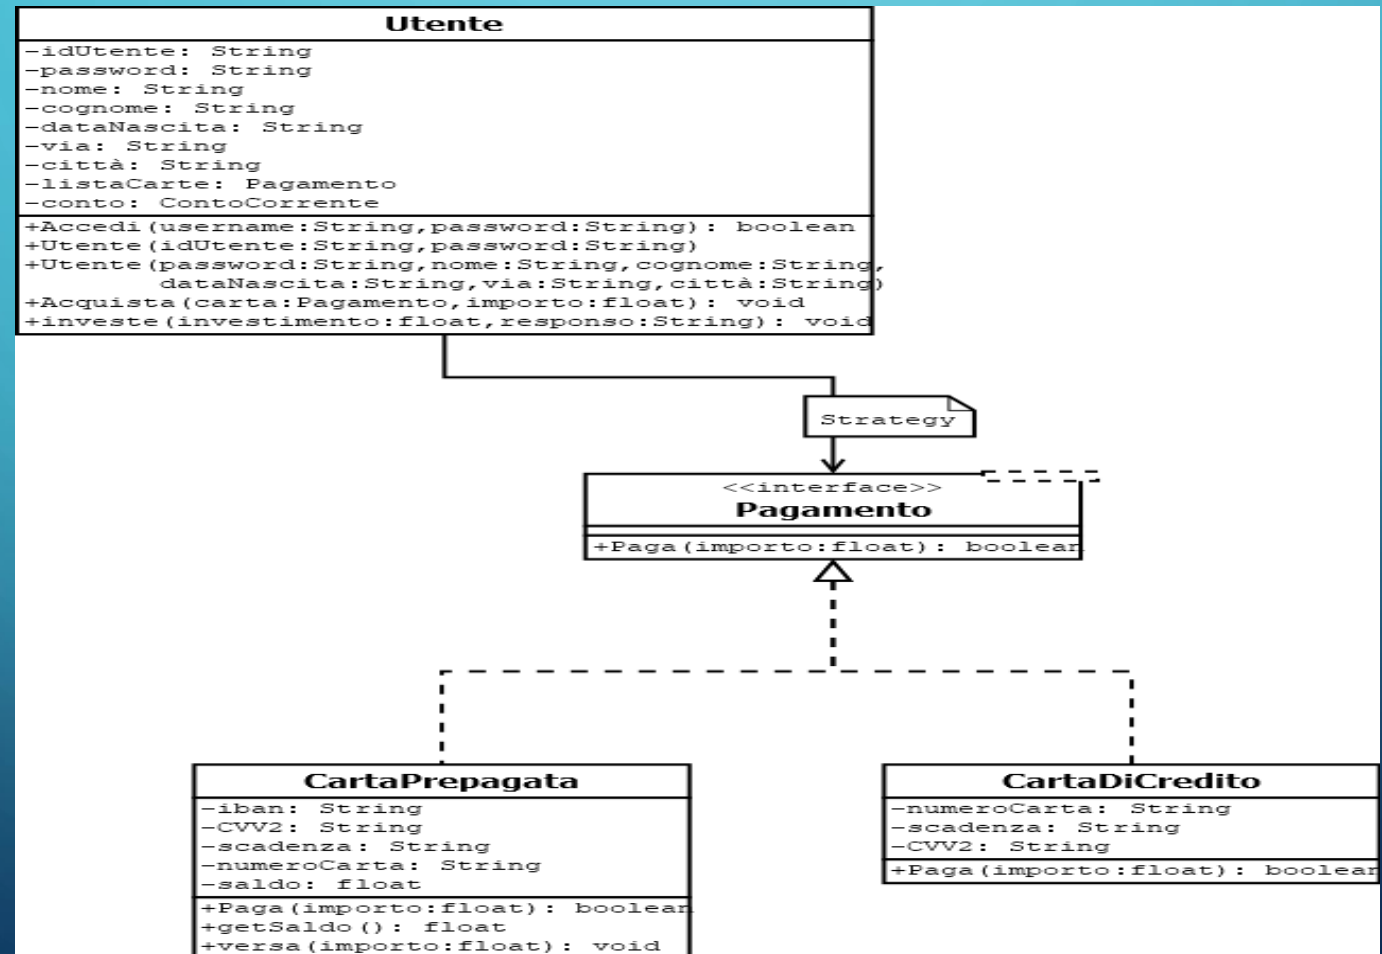 Utente
-idUtente: String
-password: String
-nome: String
-cognome: String
-dataNascita: String
-via: String
-città: String
-listaCarte: Pagamento
-conto: ContoCorrente
+Accedi(username:String,password:String): boolean
+Utente(idUtente:String,password:String)
+Utente(password:String,nome:String,cognome:String,
dataNascita:String,via:String,città:String)
+Acquista(carta:Pagamento,importo:float): void
+investe(investimento:float,responso:String): void
Strategy
<<interface>>
Pagamento
+Paga(importo:float): boolean
CartaPrepagata
-iban: String
-CVV2: String
-scadenza: String
-numeroCarta: String
-saldo: float
+Paga(importo:float): boolean
+getSaldo(): float
+versa(importo:float): void
CartaDiCredito
-numeroCarta: String
-scadenza: String
-CVV2: String
+Paga(importo:float): boolean